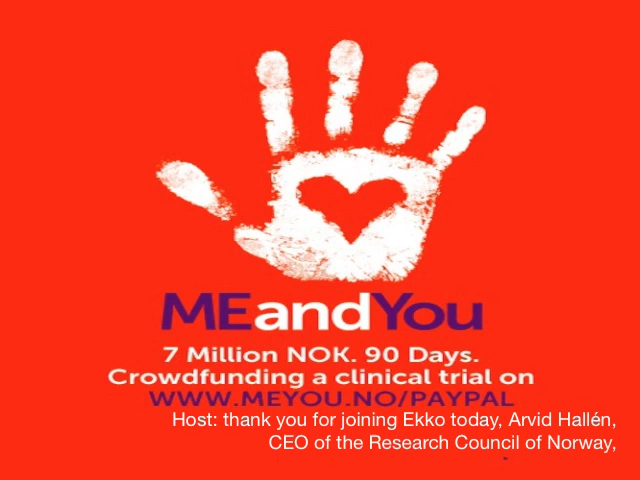 MEandYou
7 Million NOK. 90 Days.
Crowdfunding a clinical trial on
WWW.MEYOU.NO/PAYPAL
Host: thank you for joining Ekko today, Arvid Hallén,
CEO of the Research Council of Norway,